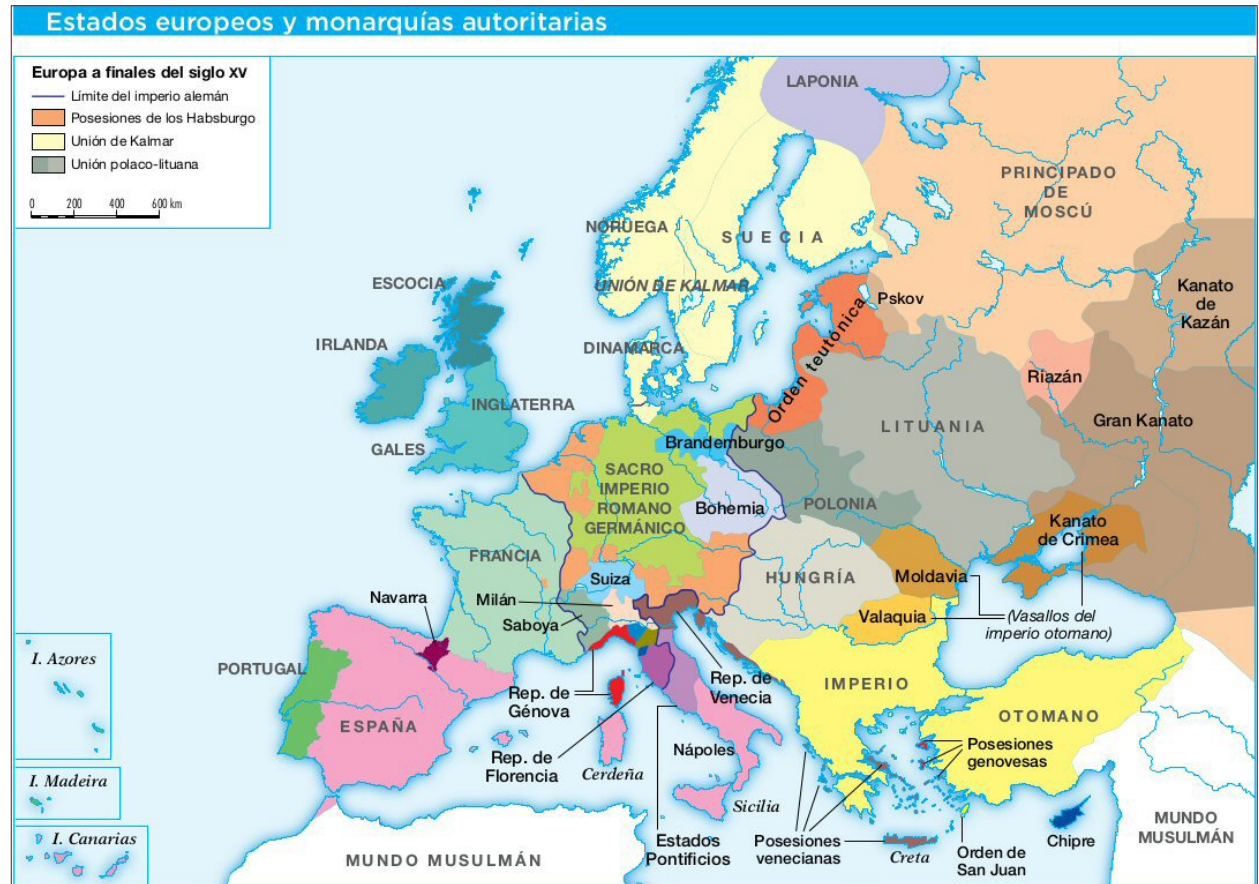 Estados europeos y monarquías autoritarias
Europa a finales del siglo XV
Límite del imperio alemán
Posesiones de los Habsburgo
Unión de Kalmar
Unión polaco-lituana
0 200 400 600 km
LAPONIA
PRINCIPADO
DE
MOSCÚ
NORUEGA
SUECIA
UNIÓN DE KALMAR
ESCOCIA
Kanato
de
Kazán
Pskov
IRLANDA
DINAMARCA
Orden teutónica
Riazán
INGLATERRA
Gran Kanato
LITUANIA
GALES
Brandemburgo
SACRO
IMPERIO
ROMANO
GERMÁNICO
Bohemia
POLONIA
Kanato
de Crimea
FRANCIA
Suiza
HUNGRÍA
Moldavia
Navarra
Milán
Saboya
Valaquia
(Vasallos del
imperio otomano)
I. Azores
PORTUGAL
ESPAÑA
Rep. de
Génova
Rep. de
Venecia
IMPERIO
OTOMANO
Rep. de
Florencia
Cerdeña
Nápoles
Posesiones
genovesas
I. Madeira
Sicilia
I. Canarias
MUNDO MUSULMÁN
Estados
Pontificios
Posesiones
venecianas
Creta
Orden de
San Juan
Chipre
MUNDO
MUSULMÁN